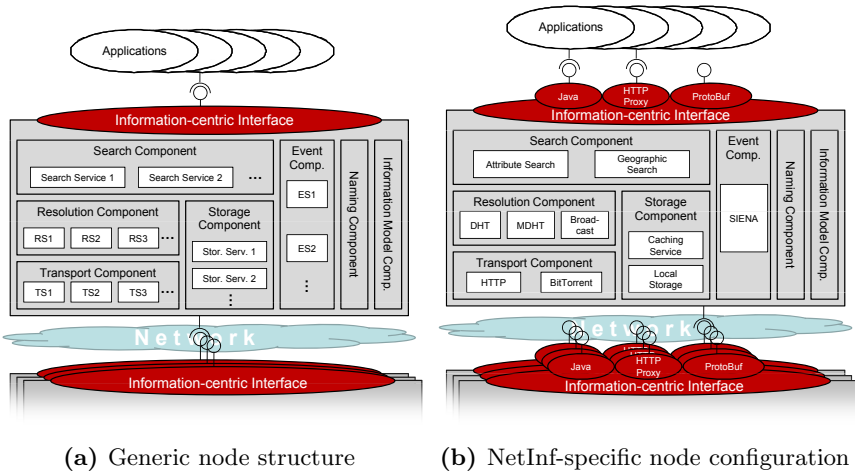 Applications
Information-centric Interface
Search Component
Search Service 1
Search Service 2
...
Event
Comp.
ES1
ES2
...
Naming Component
Information Model Comp.
Resolution Component
RS1
RS2
RS3
...
Storage
Component
Stor. Serv. 1
Stor. Serv. 2
...
Transport Component
TS1
TS2
TS3
...
Network
Information-centric Interface
(a) Generic node structure
Applications
Java
HTTP
Proxy
ProtoBuf
Information-centric Interface
Search Component
Attribute Search
Geographic
Search
Event
Comp.
SIENA
Naming Component
Information Model Comp.
Resolution Component
DHT
MDHT
Broad-
cast
Storage
Component
Caching
Service
Local
Storage
Transport Component
HTTP
BitTorrent
Network
Java
HTTP
Proxy
ProtoBuf
Information-centric Interface
(b) NetInf-specific node configuration